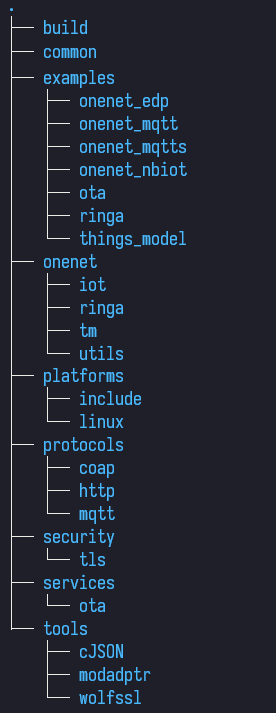 .
├── build
├── common
├── examples
│   ├── onenet_edp
│   ├── onenet_mqtt
│   ├── onenet_mqtts
│   ├── onenet_nbiot
│   ├── ota
│   ├── ringa
│   └── things_model
├── onenet
│   ├── iot
│   ├── ringa
│   ├── tm
│   └── utils
├── platforms
│   ├── include
│   └── linux
├── protocols
│   ├── coap
│   ├── http
│   └── mqtt
├── security
│   └── tls
├── services
│   └── ota
└── tools
    ├── cJSON
    ├── modadptr
    └── wolfssl